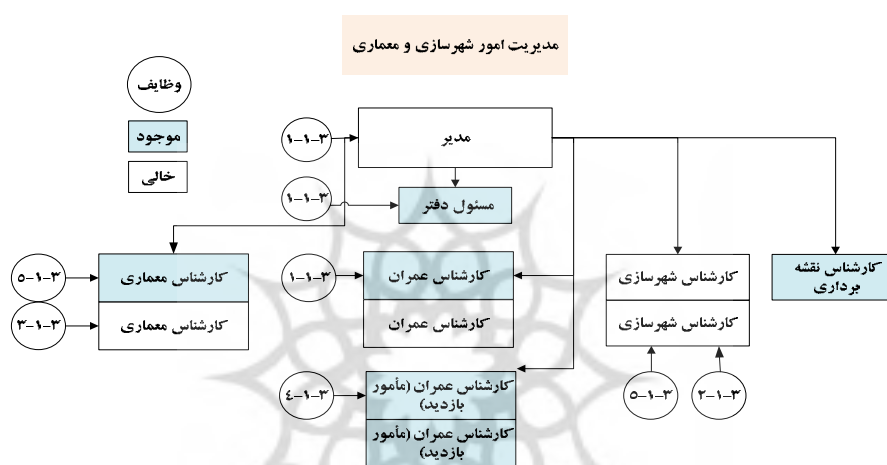 مدیریت امور شهرسازی و معماری
وظایف
موجود
خالی
مدیر
۳-۱-۱
مسئول دفتر
۳-۱-۱
کارشناس نقشه
برداری
کارشناس شهرسازی
کارشناس شهرسازی
۳-۱-۲
۳-۱-۵
کارشناس عمران
کارشناس عمران
۳-۱-۱
کارشناس عمران (مأمور
بازدید)
کارشناس عمران (مأمور
بازدید)
۳-۱-۴
کارشناس معماری
کارشناس معماری
۳-۱-۵
۳-۱-۳